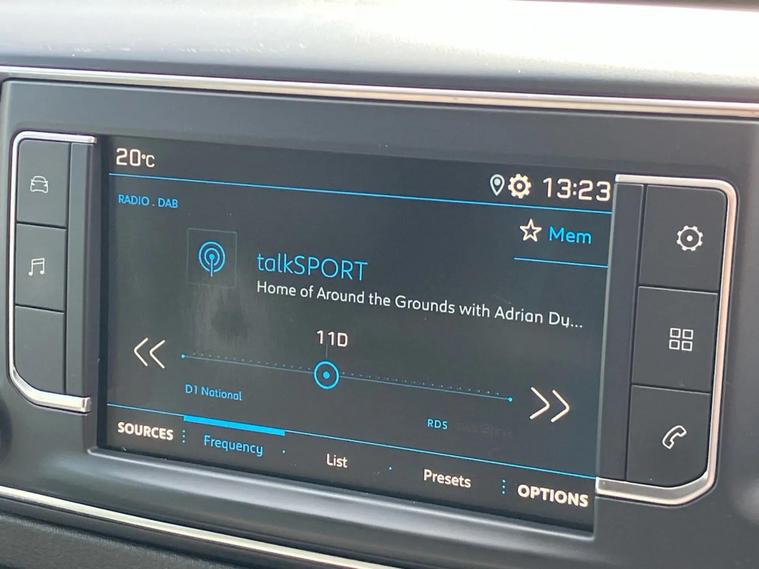 20°C
13:23
RADIO . DAB
Mem
talkSPORT
Home of Around the Grounds with Adrian Dy...
11D
D1 National
RDS
SOURCES
Frequency
List
Presets
OPTIONS